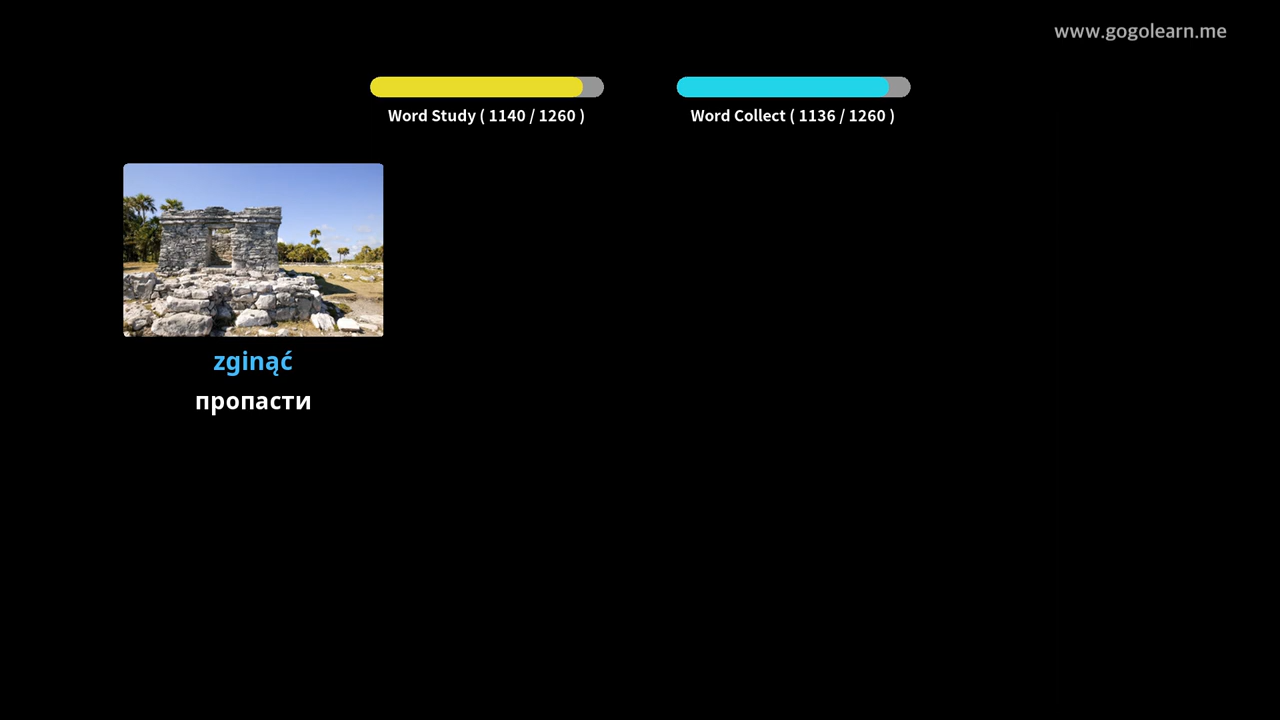 www.gogolearn.me
Word Study ( 1140 / 1260 )
Word Collect ( 1136 / 1260 )
zginąć
пропасти